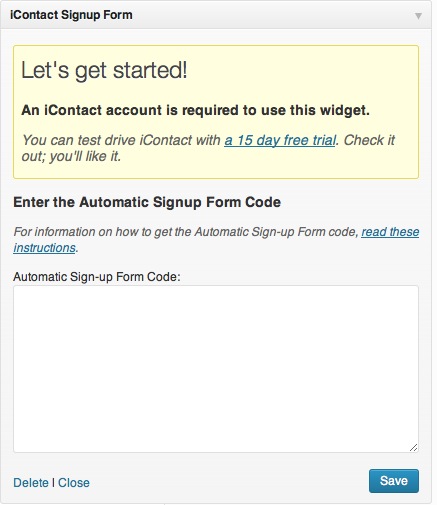 iContact Signup Form
Let's get started!
An iContact account is required to use this widget.
You can test drive iContact with a 15 day free trial. Check it
out; you'll like it.
Enter the Automatic Signup Form Code
For information on how to get the Automatic Sign-up Form code, read these
instructions.
Automatic Sign-up Form Code:
Delete | Close
Save